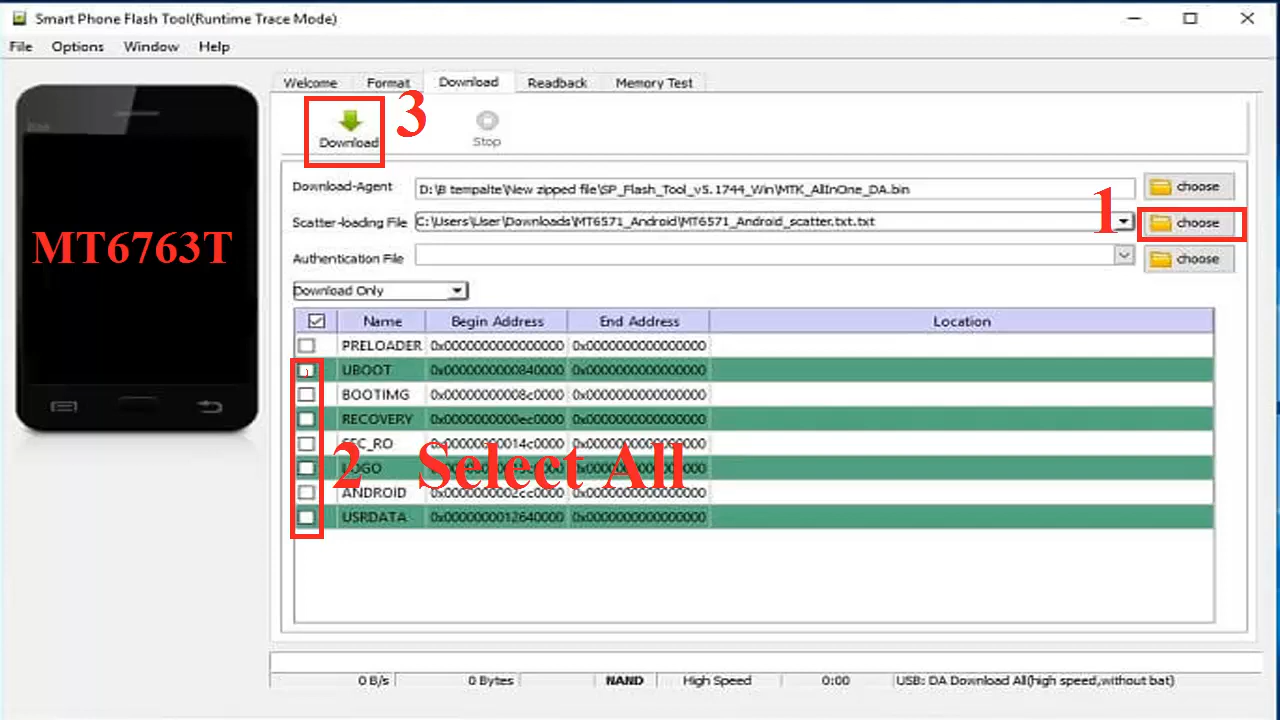 Smart Phone Flash Tool(Runtime Trace Mode)
File Options Window Help
Welcome Format Download Readback Memory Test
Download 3 Stop
Download-Agent D:\B tempalte\New zipped file\SP_Flash_Tool_v5.1744_Win\MTK_AllInOne_DA.bin choose
Scatter-loading File C:\Users\User\Downloads\MT6571_Android\MT6571_Android_scatter.txt.txt 1 choose
MT6763T
Authentication File choose
Download Only
Name Begin Address End Address Location
PRELOADER 0x0000000000000000 0x0000000000000000
UBOOT 0x0000000000840000 0x0000000000000000
BOOTIMG 0x00000000008c0000 0x0000000000000000
RECOVERY 0x0000000000ec0000 0x0000000000000000
SEC_RO 0x00000000014c0000 0x0000000000000000
2 Select All
LOGO 0x0000000000000000
ANDROID 0x0000000002cc0000 0x0000000000000000
USRDATA 0x0000000012640000 0x0000000000000000
0 B/s 0 Bytes NAND High Speed 0:00 USB: DA Download All(high speed,without bat)